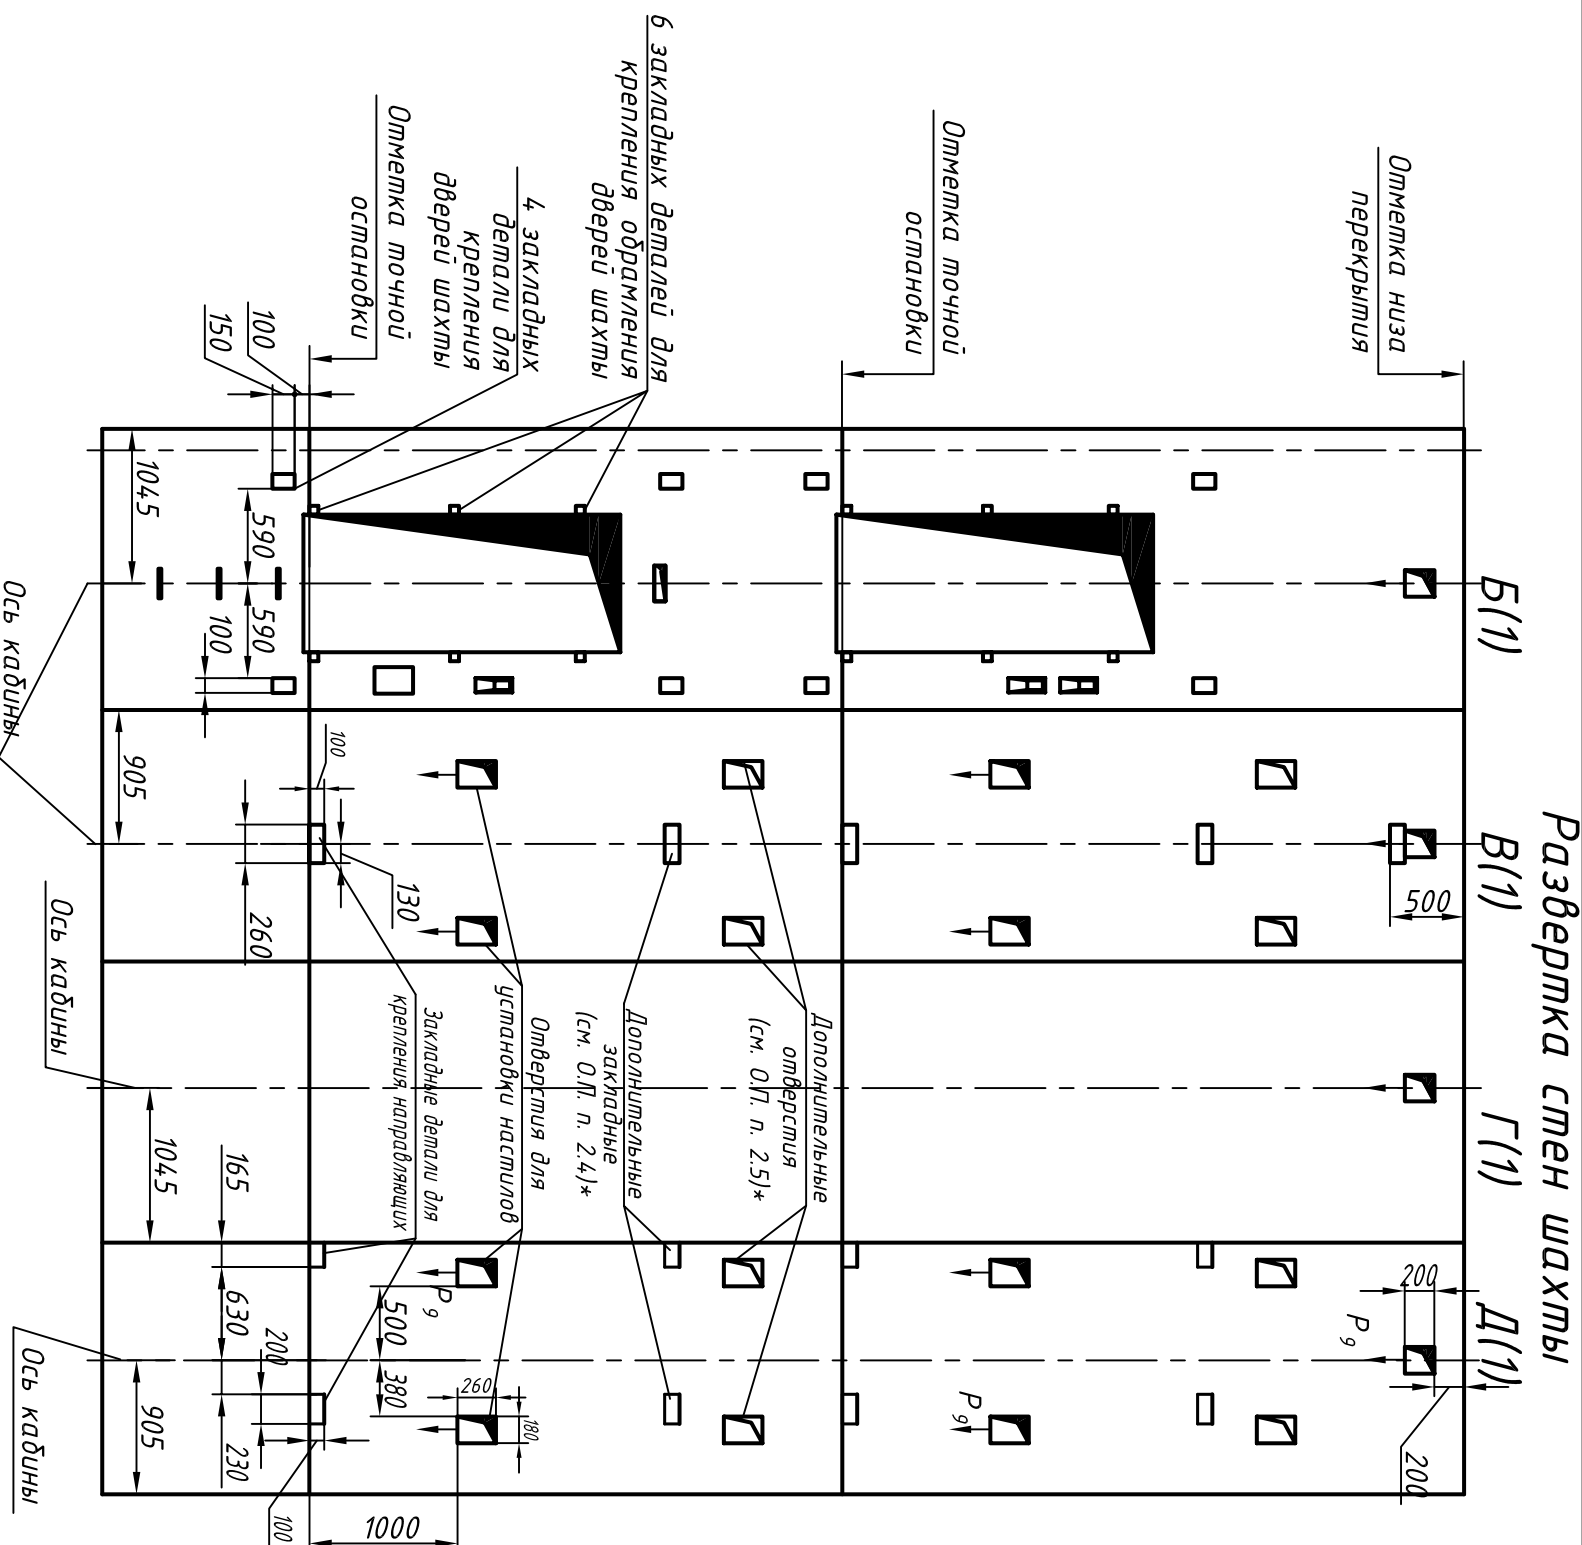 Развертка стен шахты
Б(1)
В(1)
Г(1)
Д(1)
Отметка низа
перекрытия
Отметка точной
остановки
6 закладных деталей для
крепления обрамления
дверей шахты
4 закладных
детали для
крепления
дверей шахты
Отметка точной
остановки
100
150
1045
590
590
100
Ось кабины
905
100
130
260
500
Дополнительные
отверстия
(см. О.П. п. 2.5)*
Дополнительные
закладные
(см. О.П. п. 2.4)*
Отверстия для
установки настилов
Закладные детали для
крепления направляющих
Ось кабины
1045
165
630
200
230
905
100
1000
500
380
260
180
Р 9
Р 9
Р 9
200
200
Ось кабины